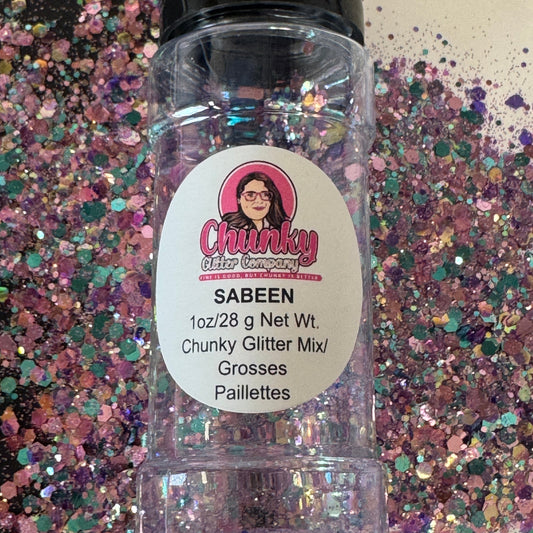 Chunky
Glitter Company
FINE IS GOOD, BUT CHUNKY IS BETTER
SABEEN
1oz/28 g Net Wt.
Chunky Glitter Mix/
Grosses
Paillettes